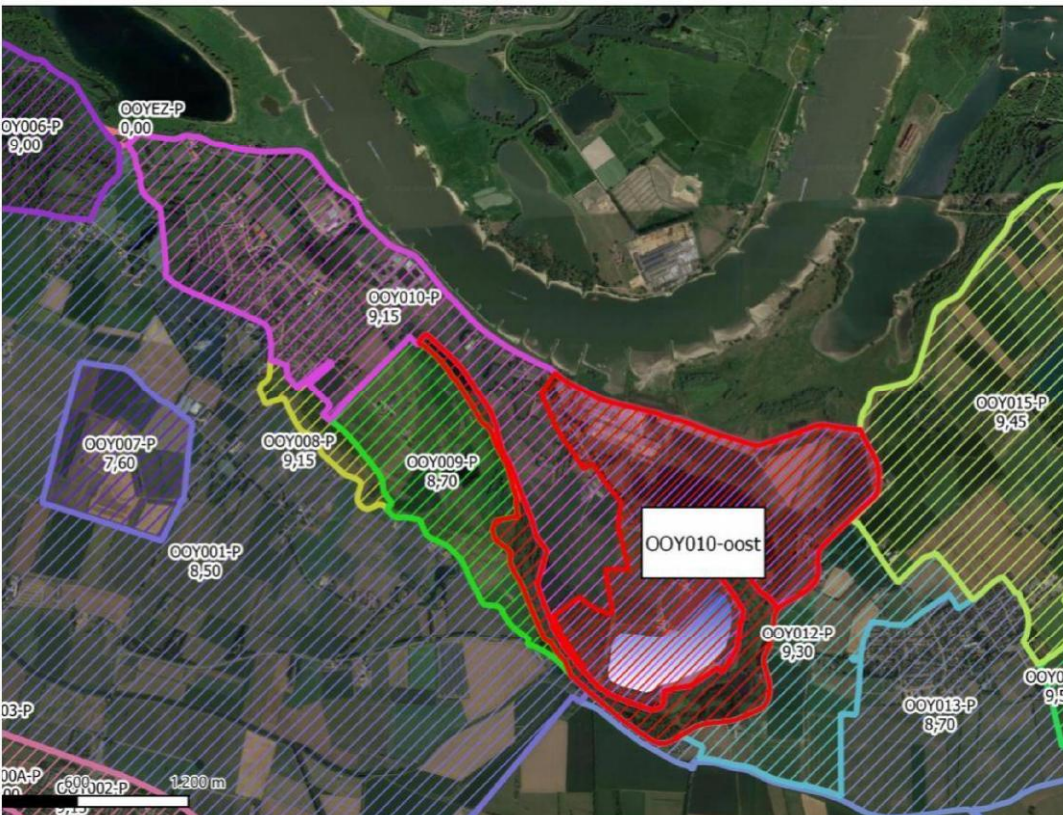 OOYEZ-P
0,00
OY006-P
9,00
OOY010-P
9,15
OOY015-P
9,45
OOY007-P
7,60
OOY008-P
9,15
OOY009-P
8,70
OOY001-P
8,50
OOY010-oost
OOY012-P
9,30
OOY013-P
8,70
03-P
600
1.200 m